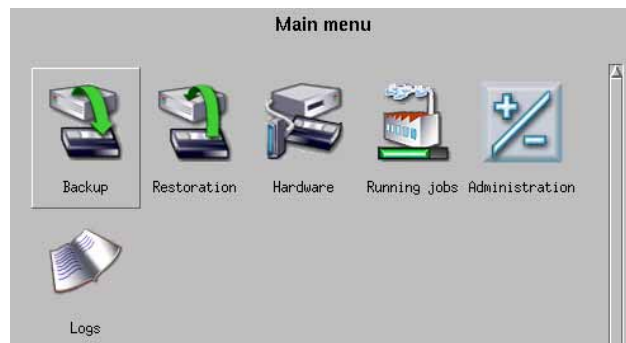 Main menu
Backup
Restoration
Hardware
Running jobs
Administration
Logs